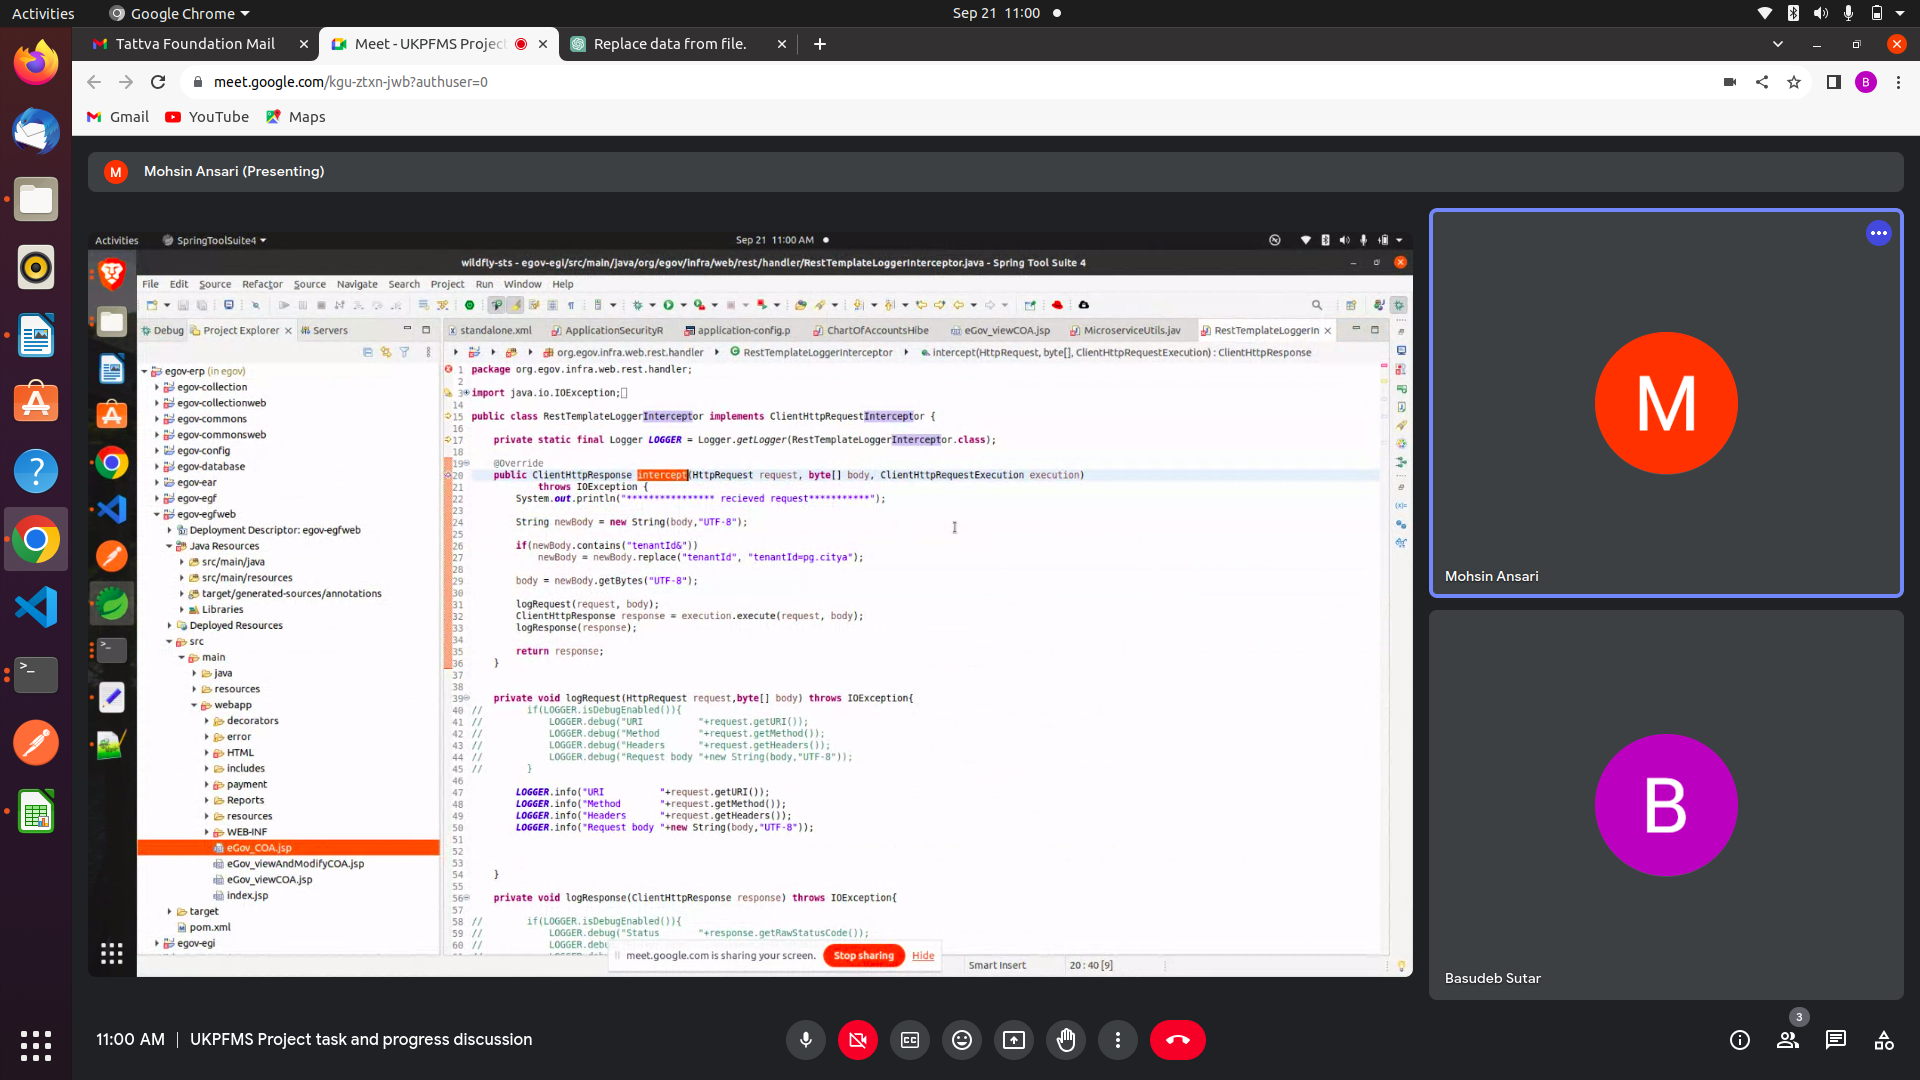 Activities
Google Chrome
Sep 21 11:00
Tattva Foundation Mail
Meet - UKPFMS Projec
Replace data from file.
meet.google.com/kgu-ztxn-jwb?authuser=0
B
Gmail
YouTube
Maps
M
Mohsin Ansari (Presenting)
Activities
SpringToolSuite4
Sep 21 11:00 AM
wildfly-sts - egov-egi/src/main/java/org/egov/infra/web/rest/handler/RestTemplateLoggerInterceptor.java - Spring Tool Suite 4
File Edit Source Refactor Source Navigate Search Project Run Window Help
Debug
Project Explorer
Servers
standalone.xml
ApplicationSecurityR
application-config.p
ChartOfAccountsHibe
eGov_viewCOA.jsp
MicroserviceUtils.jav
RestTemplateLoggerIn
org.egov.infra.web.rest.handler
RestTemplateLoggerInterceptor
intercept(HttpRequest, byte[], ClientHttpRequestExecution) : ClientHttpResponse
egov-erp (in egov)
egov-collection
egov-collectionweb
egov-commons
egov-commonsweb
egov-config
egov-database
egov-ear
egov-egf
egov-egfweb
Deployment Descriptor: egov-egfweb
Java Resources
src/main/java
src/main/resources
target/generated-sources/annotations
Libraries
Deployed Resources
src
main
java
resources
webapp
decorators
error
HTML
includes
payment
Reports
resources
WEB-INF
eGov_COA.jsp
eGov_viewAndModifyCOA.jsp
eGov_viewCOA.jsp
index.jsp
target
pom.xml
egov-egi
1 package org.egov.infra.web.rest.handler;
2
3 import java.io.IOException;
14
15 public class RestTemplateLoggerInterceptor implements ClientHttpRequestInterceptor {
16
17 private static final Logger LOGGER = Logger.getLogger(RestTemplateLoggerInterceptor.class);
18
19 @Override
20 public ClientHttpResponse intercept(HttpRequest request, byte[] body, ClientHttpRequestExecution execution)
21 throws IOException {
22 System.out.println("**************** recieved request***********");
23
24 String newBody = new String(body,"UTF-8");
25
26 if(newBody.contains("tenantId&"))
27 newBody = newBody.replace("tenantId", "tenantId=pg.citya");
28
29 body = newBody.getBytes("UTF-8");
30
31 logRequest(request, body);
32 ClientHttpResponse response = execution.execute(request, body);
33 logResponse(response);
34
35 return response;
36 }
37
38
39 private void logRequest(HttpRequest request,byte[] body) throws IOException{
40 // if(LOGGER.isDebugEnabled()){
41 // LOGGER.debug("URI "+request.getURI());
42 // LOGGER.debug("Method "+request.getMethod());
43 // LOGGER.debug("Headers "+request.getHeaders());
44 // LOGGER.debug("Request body "+new String(body,"UTF-8"));
45 // }
46
47 LOGGER.info("URI "+request.getURI());
48 LOGGER.info("Method "+request.getMethod());
49 LOGGER.info("Headers "+request.getHeaders());
50 LOGGER.info("Request body "+new String(body,"UTF-8"));
51
52
53
54 }
55
56 private void logResponse(ClientHttpResponse response) throws IOException{
57
58 // if(LOGGER.isDebugEnabled()){
59 // LOGGER.debug("Status "+response.getRawStatusCode());
60 // LOGGER.debu
meet.google.com is sharing your screen.
Stop sharing
Hide
Smart Insert
20 : 40 [9]
M
Mohsin Ansari
B
Basudeb Sutar
11:00 AM
UKPFMS Project task and progress discussion
3